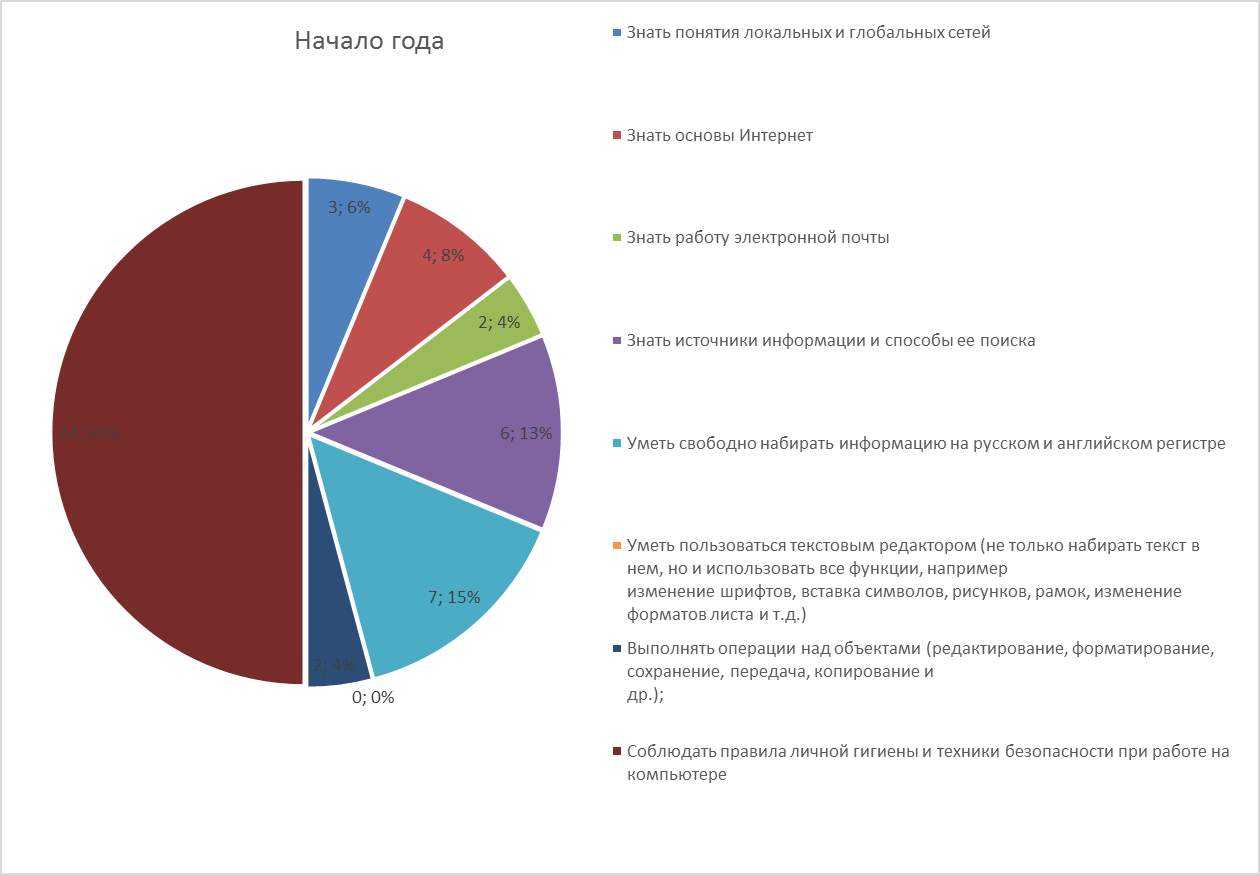 Начало года
3; 6%
4; 8%
2; 4%
6; 13%
7; 15%
0; 0%
2; 4%
24; 50%
Знать понятия локальных и глобальных сетей
Знать основы Интернет
Знать работу электронной почты
Знать источники информации и способы ее поиска
Уметь свободно набирать информацию на русском и английском регистре
Уметь пользоваться текстовым редактором (не только набирать текст в
нем, но и использовать все функции, например
изменение шрифтов, вставка символов, рисунков, рамок, изменение
форматов листа и т.д.)
Выполнять операции над объектами (редактирование, форматирование,
сохранение, передача, копирование и
др.);
Соблюдать правила личной гигиены и техники безопасности при работе на
компьютере